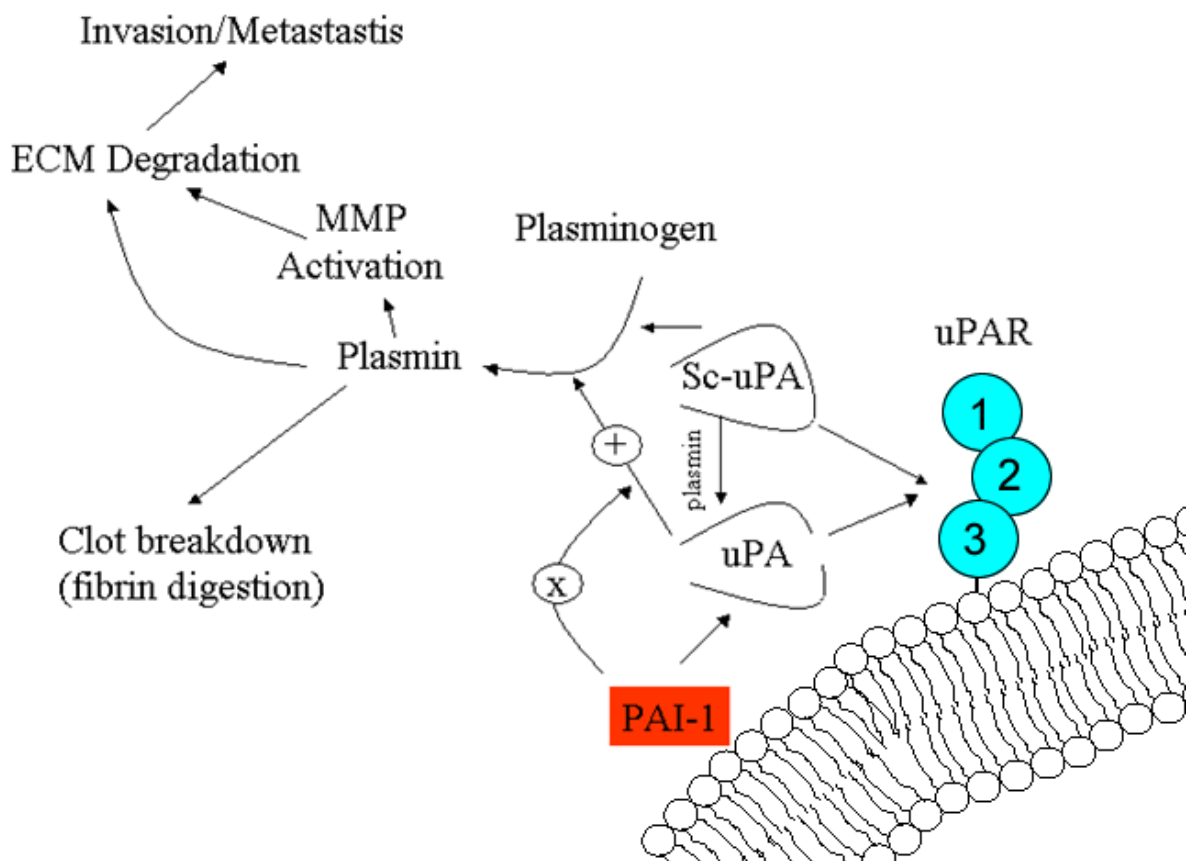 Invasion/Metastastis
ECM Degradation
MMP
Activation
Plasminogen
uPAR
Plasmin
Sc-uPA
1
2
3
+
plasmin
Clot breakdown
(fibrin digestion)
uPA
x
PAI-1